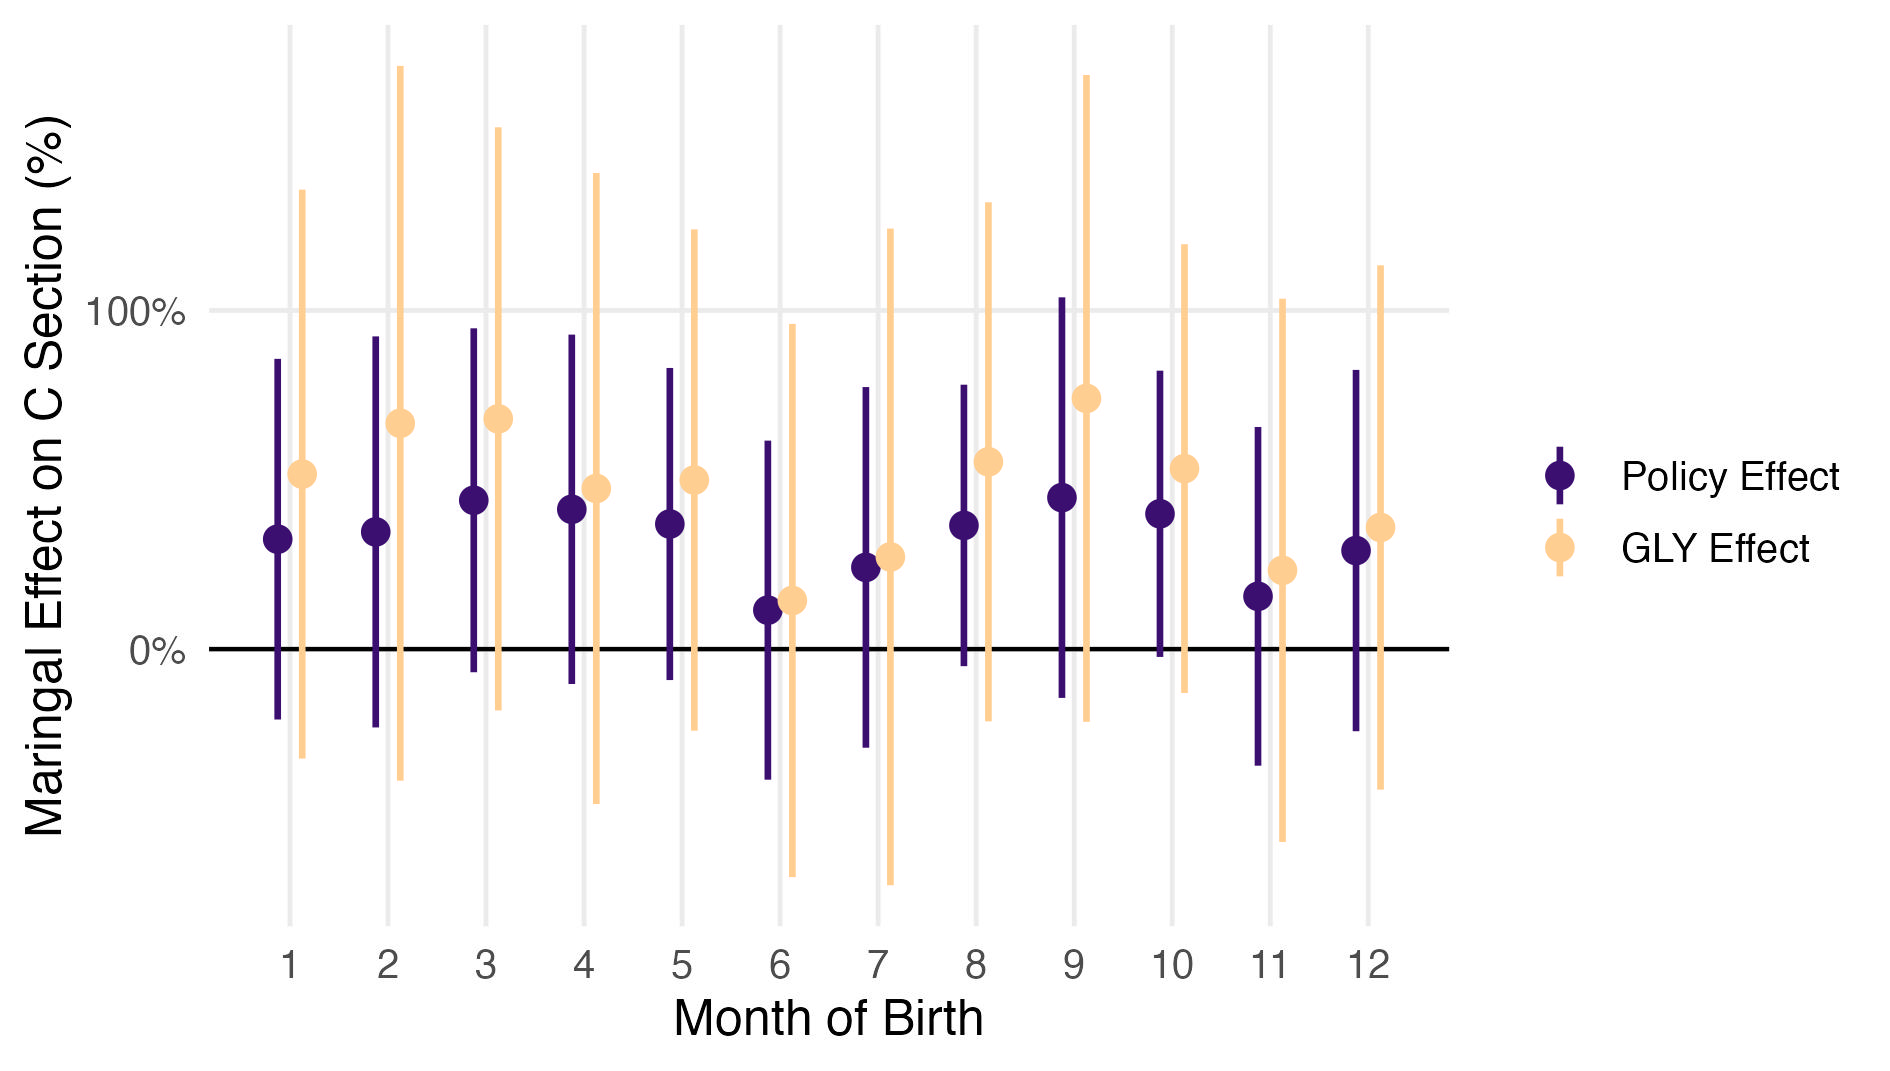 Maringal Effect on C Section (%)
100%
0%
1 2 3 4 5 6 7 8 9 10 11 12
Month of Birth
Policy Effect
GLY Effect